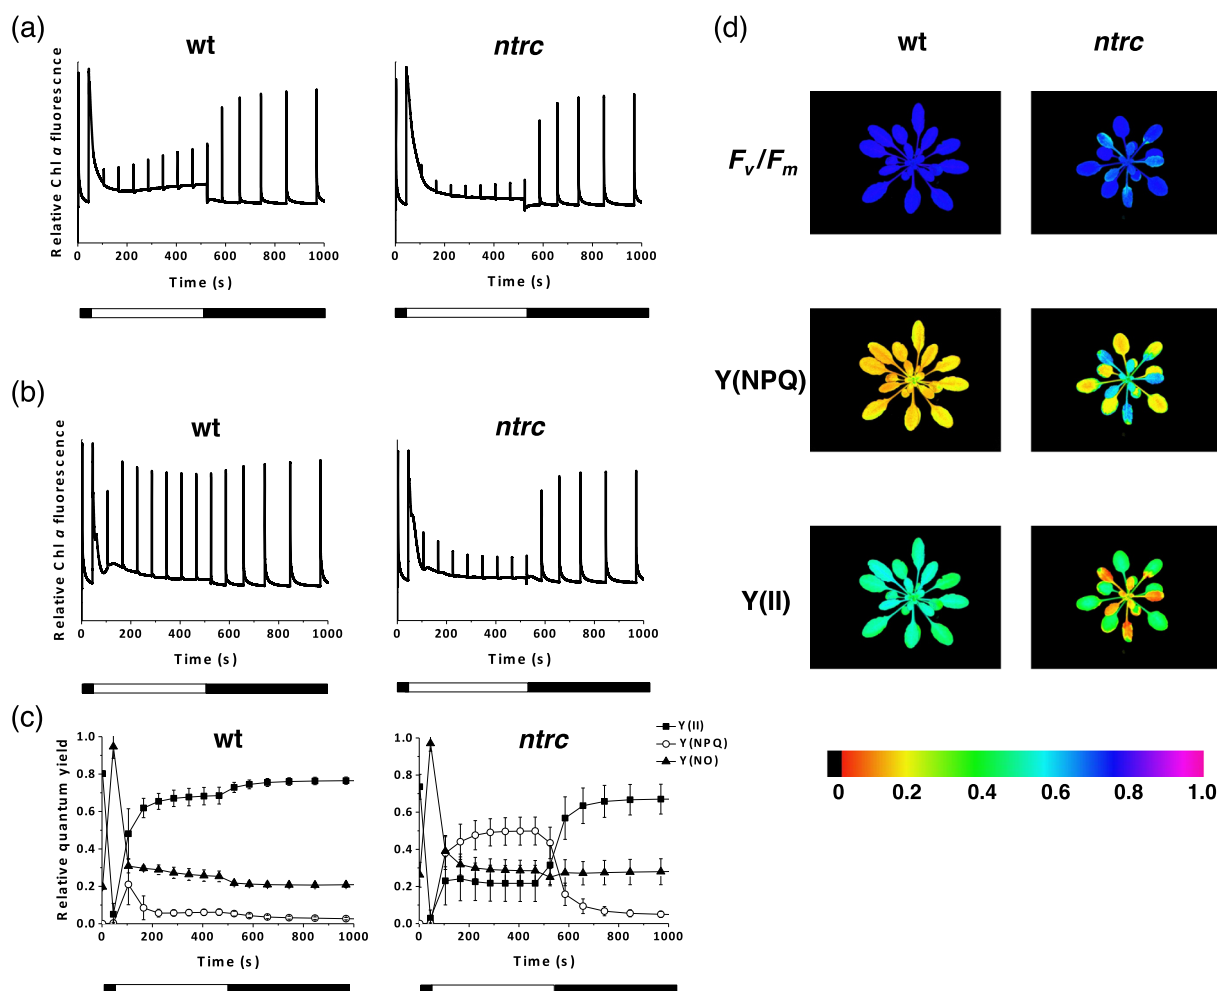 (a)
wt
ntrc
Relative Chl a fluorescnce
0 200 400 600 800 1000
Time (s)
0 200 400 600 800 1000
Time (s)
(b)
wt
ntrc
Relative Chl a fluorescence
0 200 400 600 800 1000
Time (s)
0 200 400 600 800 1000
Time (s)
(c)
wt
ntrc
Y(II)
Y(NPQ)
Y(NO)
Relative quantum yield
1.0
0.8
0.6
0.4
0.2
0.0
0 200 400 600 800 1000
Time (s)
1.0
0.8
0.6
0.4
0.2
0.0
0 200 400 600 800 1000
Time (s)
(d)
wt
ntrc
Fv/Fm
Y(NPQ)
Y(II)
0 0.2 0.4 0.6 0.8 1.0